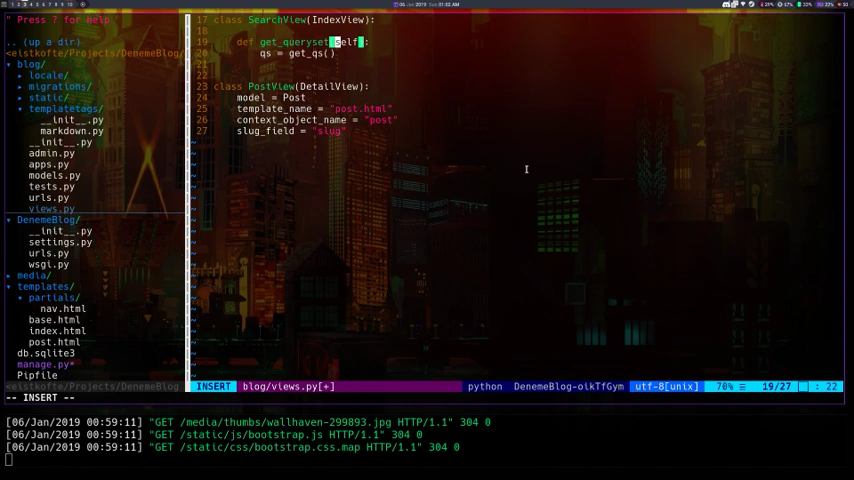 06 Jan 2019 Sun 01:02 AM
" Press ? for help
.. (up a dir)
<eistkofte/Projects/DenemeBlog/
▾ blog/
▸ locale/
▸ migrations/
▸ static/
▾ templatetags/
__init__.py
markdown.py
__init__.py
admin.py
apps.py
models.py
tests.py
urls.py
views.py
▾ DenemeBlog/
__init__.py
settings.py
urls.py
wsgi.py
▸ media/
▾ templates/
▾ partials/
nav.html
base.html
index.html
post.html
db.sqlite3
manage.py*
Pipfile
<eistkofte/Projects/DenemeBlog
17 class SearchView(IndexView):
18
19 def get_queryset(self):
20 qs = get_qs()
21
22
23 class PostView(DetailView):
24 model = Post
25 template_name = "post.html"
26 context_object_name = "post"
27 slug_field = "slug"
INSERT blog/views.py[+] python DenemeBlog-oikTfGym utf-8[unix] 70% ☰ 19/27 : 22
-- INSERT --
[06/Jan/2019 00:59:11] "GET /media/thumbs/wallhaven-299893.jpg HTTP/1.1" 304 0
[06/Jan/2019 00:59:11] "GET /static/js/bootstrap.js HTTP/1.1" 304 0
[06/Jan/2019 00:59:11] "GET /static/css/bootstrap.css.map HTTP/1.1" 304 0